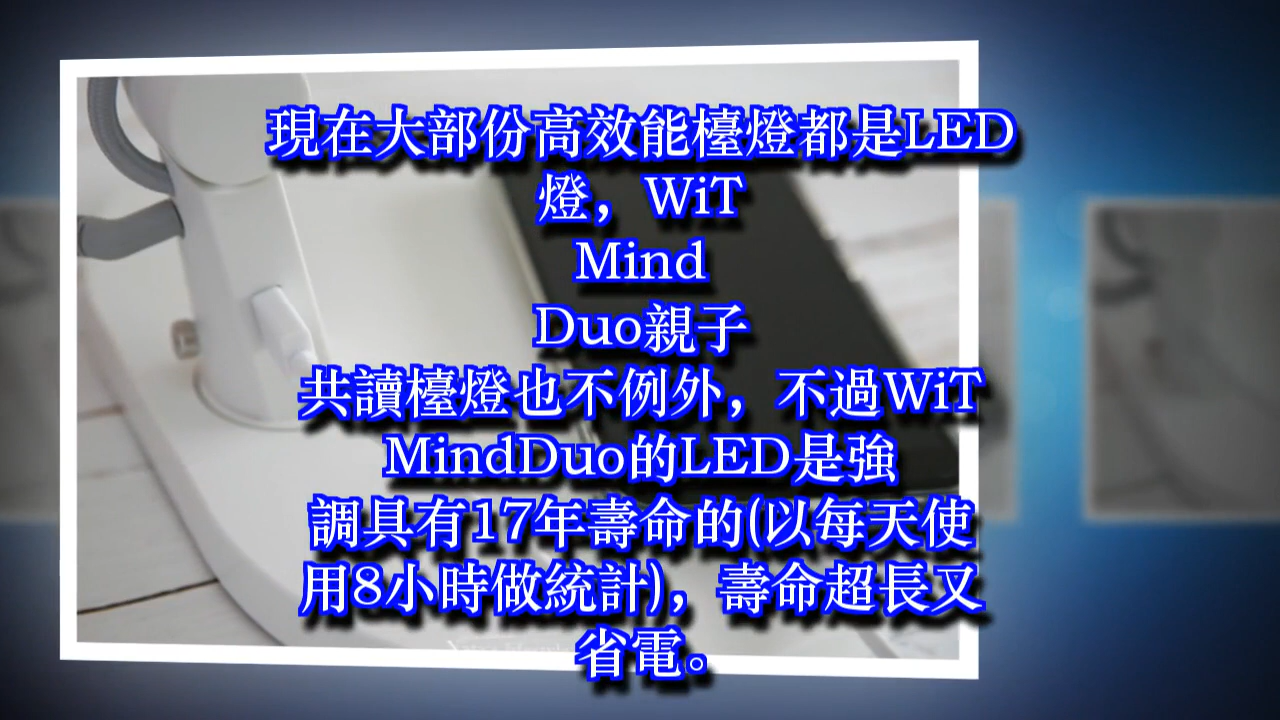 現在大部份高效能檯燈都是LED
燈，WiT
Mind
Duo親子
共讀檯燈也不例外，不過WiT
MindDuo的LED是強
調具有17年壽命的(以每天使
用8小時做統計)，壽命超長又
省電。